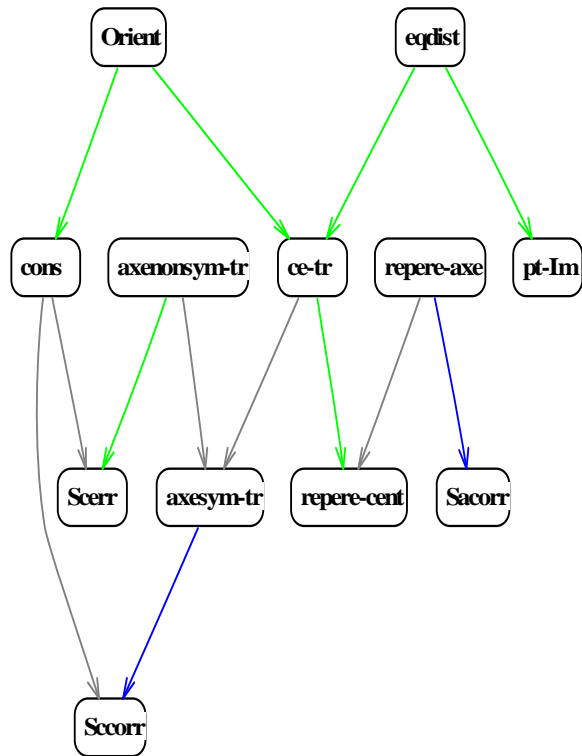 Orient
eqdist
cons
axenonsym-tr
ce-tr
repere-axe
pt-Im
Scerr
axesym-tr
repere-cent
Sacorr
Sccorr